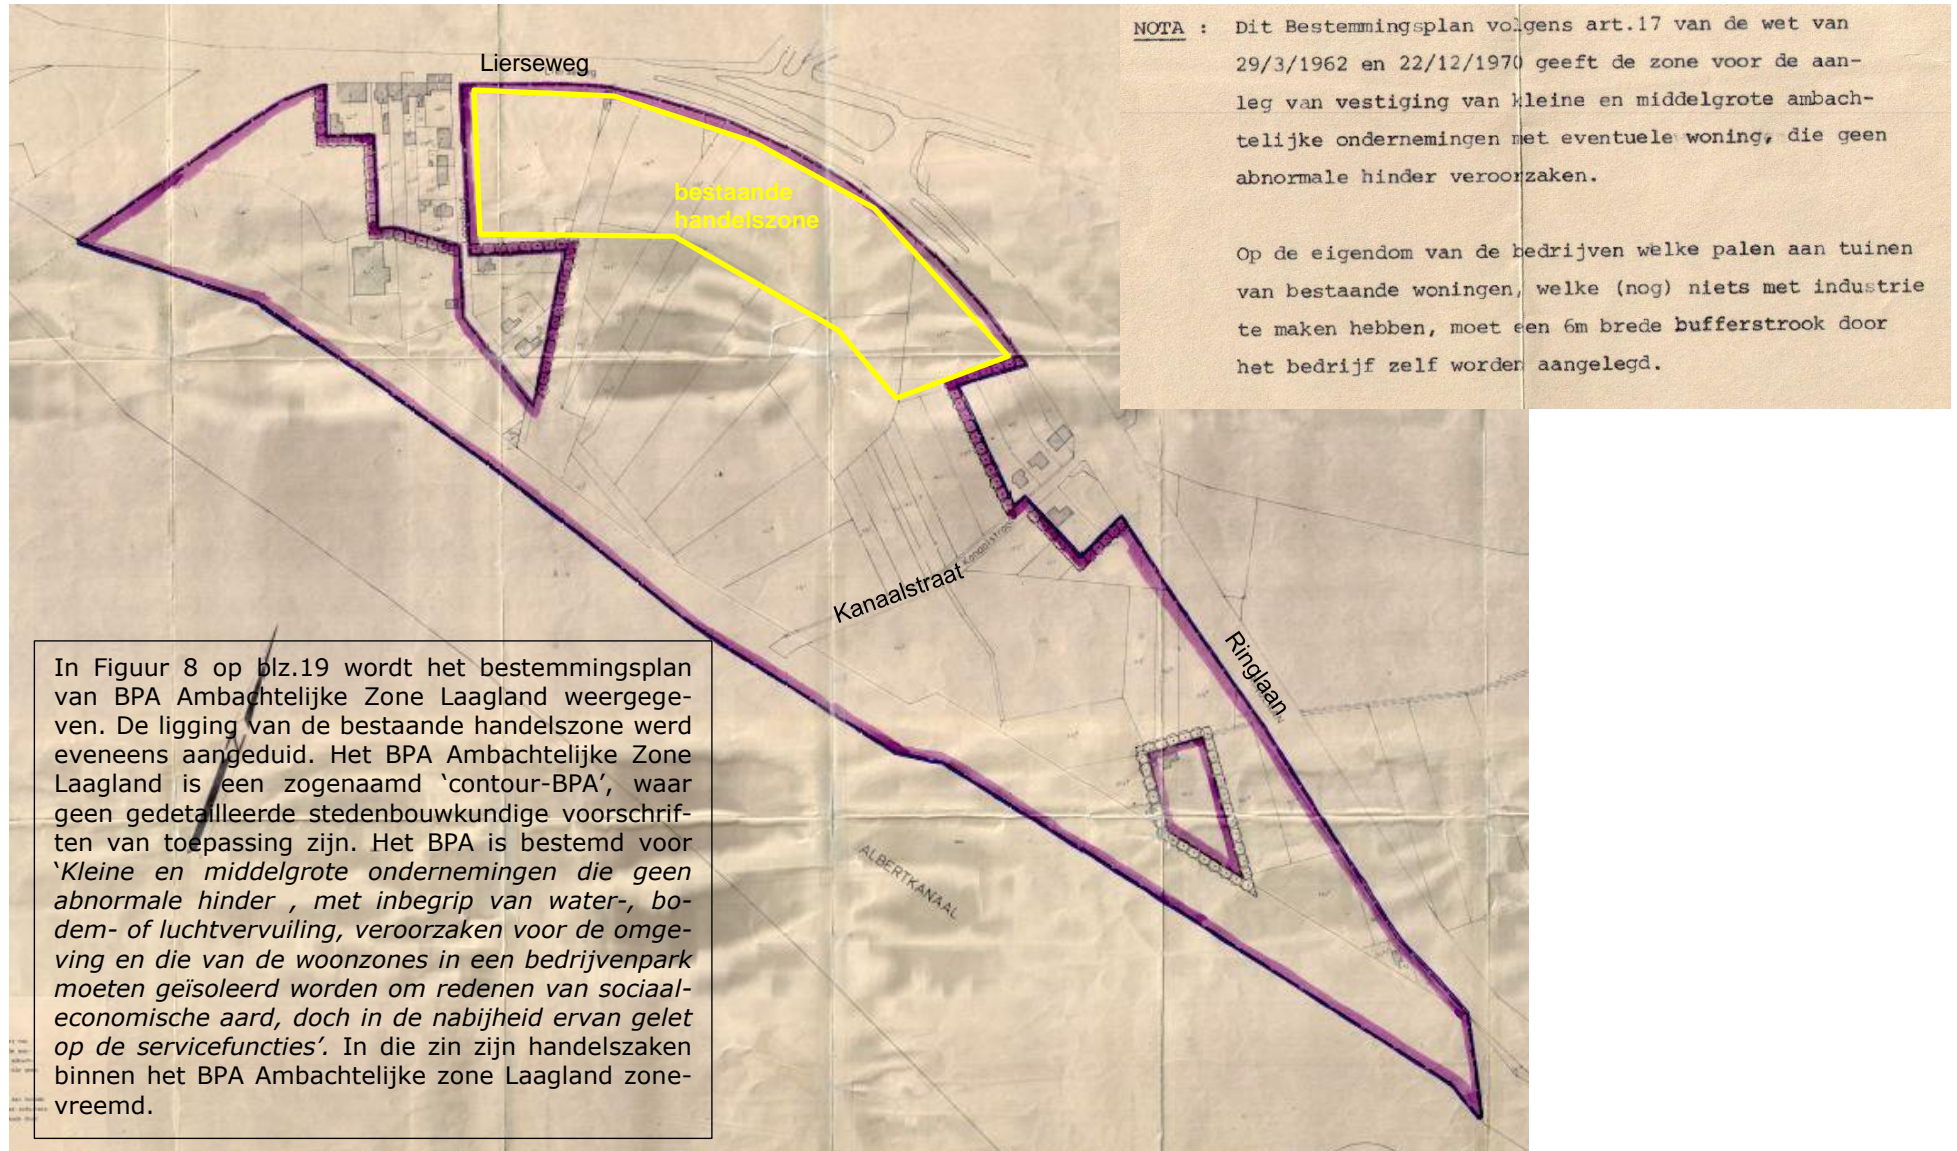 Lierseweg
Lierseweg
bestaande
handelszone
NOTA : Dit Bestemmingsplan volgens art.17 van de wet van
29/3/1962 en 22/12/1970 geeft de zone voor de aan-
leg van vestiging van kleine en middelgrote ambach-
telijke ondernemingen met eventuele woning, die geen
abnormale hinder veroorzaken.
Op de eigendom van de bedrijven welke palen aan tuinen
van bestaande woningen, welke (nog) niets met industrie
te maken hebben, moet een 6m brede bufferstrook door
het bedrijf zelf worden aangelegd.
Kanaalstraat
Ringlaan
ALBERTKANAAL
In Figuur 8 op blz.19 wordt het bestemmingsplan
van BPA Ambachtelijke Zone Laagland weergege-
ven. De ligging van de bestaande handelszone werd
eveneens aangeduid. Het BPA Ambachtelijke Zone
Laagland is een zogenaamd ‘contour-BPA’, waar
geen gedetailleerde stedenbouwkundige voorschrif-
ten van toepassing zijn. Het BPA is bestemd voor
‘Kleine en middelgrote ondernemingen die geen
abnormale hinder , met inbegrip van water-, bo-
dem- of luchtvervuiling, veroorzaken voor de omge-
ving en die van de woonzones in een bedrijvenpark
moeten geïsoleerd worden om redenen van sociaal-
economische aard, doch in de nabijheid ervan gelet
op de servicefuncties’. In die zin zijn handelszaken
binnen het BPA Ambachtelijke zone Laagland zone-
vreemd.